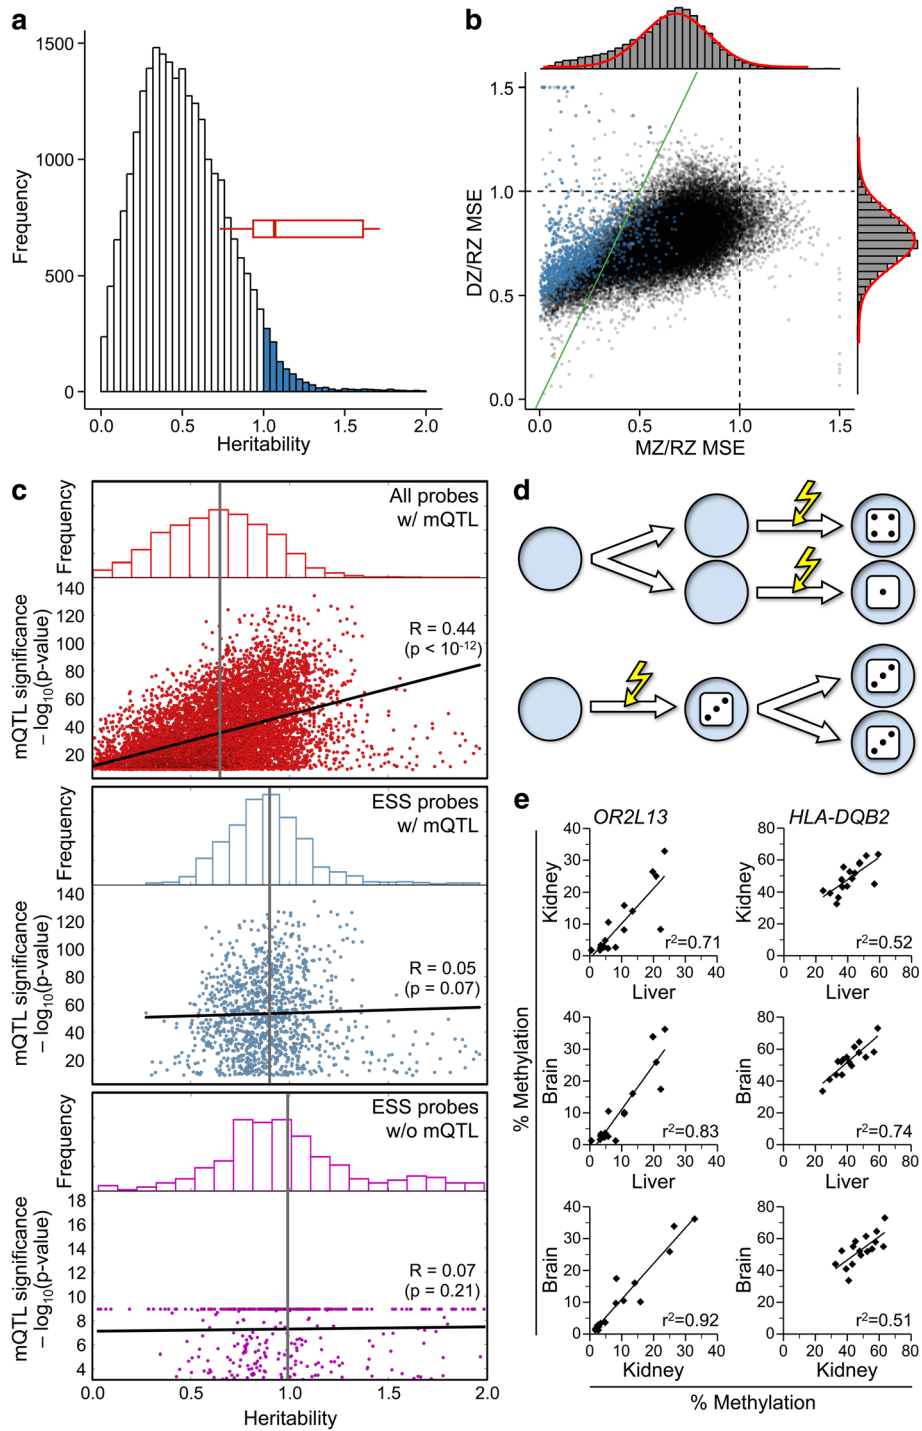 a
1500
1000
500
0
Frequency
0.0 0.5 1.0 1.5 2.0
Heritability
b
1.5
1.0
0.5
0.0
DZ/RZ MSE
0.0 0.5 1.0 1.5
MZ/RZ MSE
c
Frequency
All probes
w/ mQTL
140
120
100
80
60
40
20
mQTL significance
– log10(p-value)
R = 0.44
(p < 10-12)
Frequency
ESS probes
w/ mQTL
140
120
100
80
60
40
20
mQTL significance
– log10(p-value)
R = 0.05
(p = 0.07)
Frequency
ESS probes
w/o mQTL
18
16
14
12
10
8
6
4
mQTL significance
– log10(p-value)
R = 0.07
(p = 0.21)
0.0 0.5 1.0 1.5 2.0
Heritability
d
e
% Methylation
OR2L13
40
30
20
10
0
Kidney
r2=0.71
0 10 20 30 40
Liver
HLA-DQB2
80
60
40
20
0
Kidney
r2=0.52
0 20 40 60 80
Liver
40
30
20
10
0
Brain
r2=0.83
0 10 20 30 40
Liver
80
60
40
20
0
Brain
r2=0.74
0 20 40 60 80
Liver
40
30
20
10
0
Brain
r2=0.92
0 10 20 30 40
Kidney
80
60
40
20
0
Brain
r2=0.51
0 20 40 60 80
Kidney
% Methylation